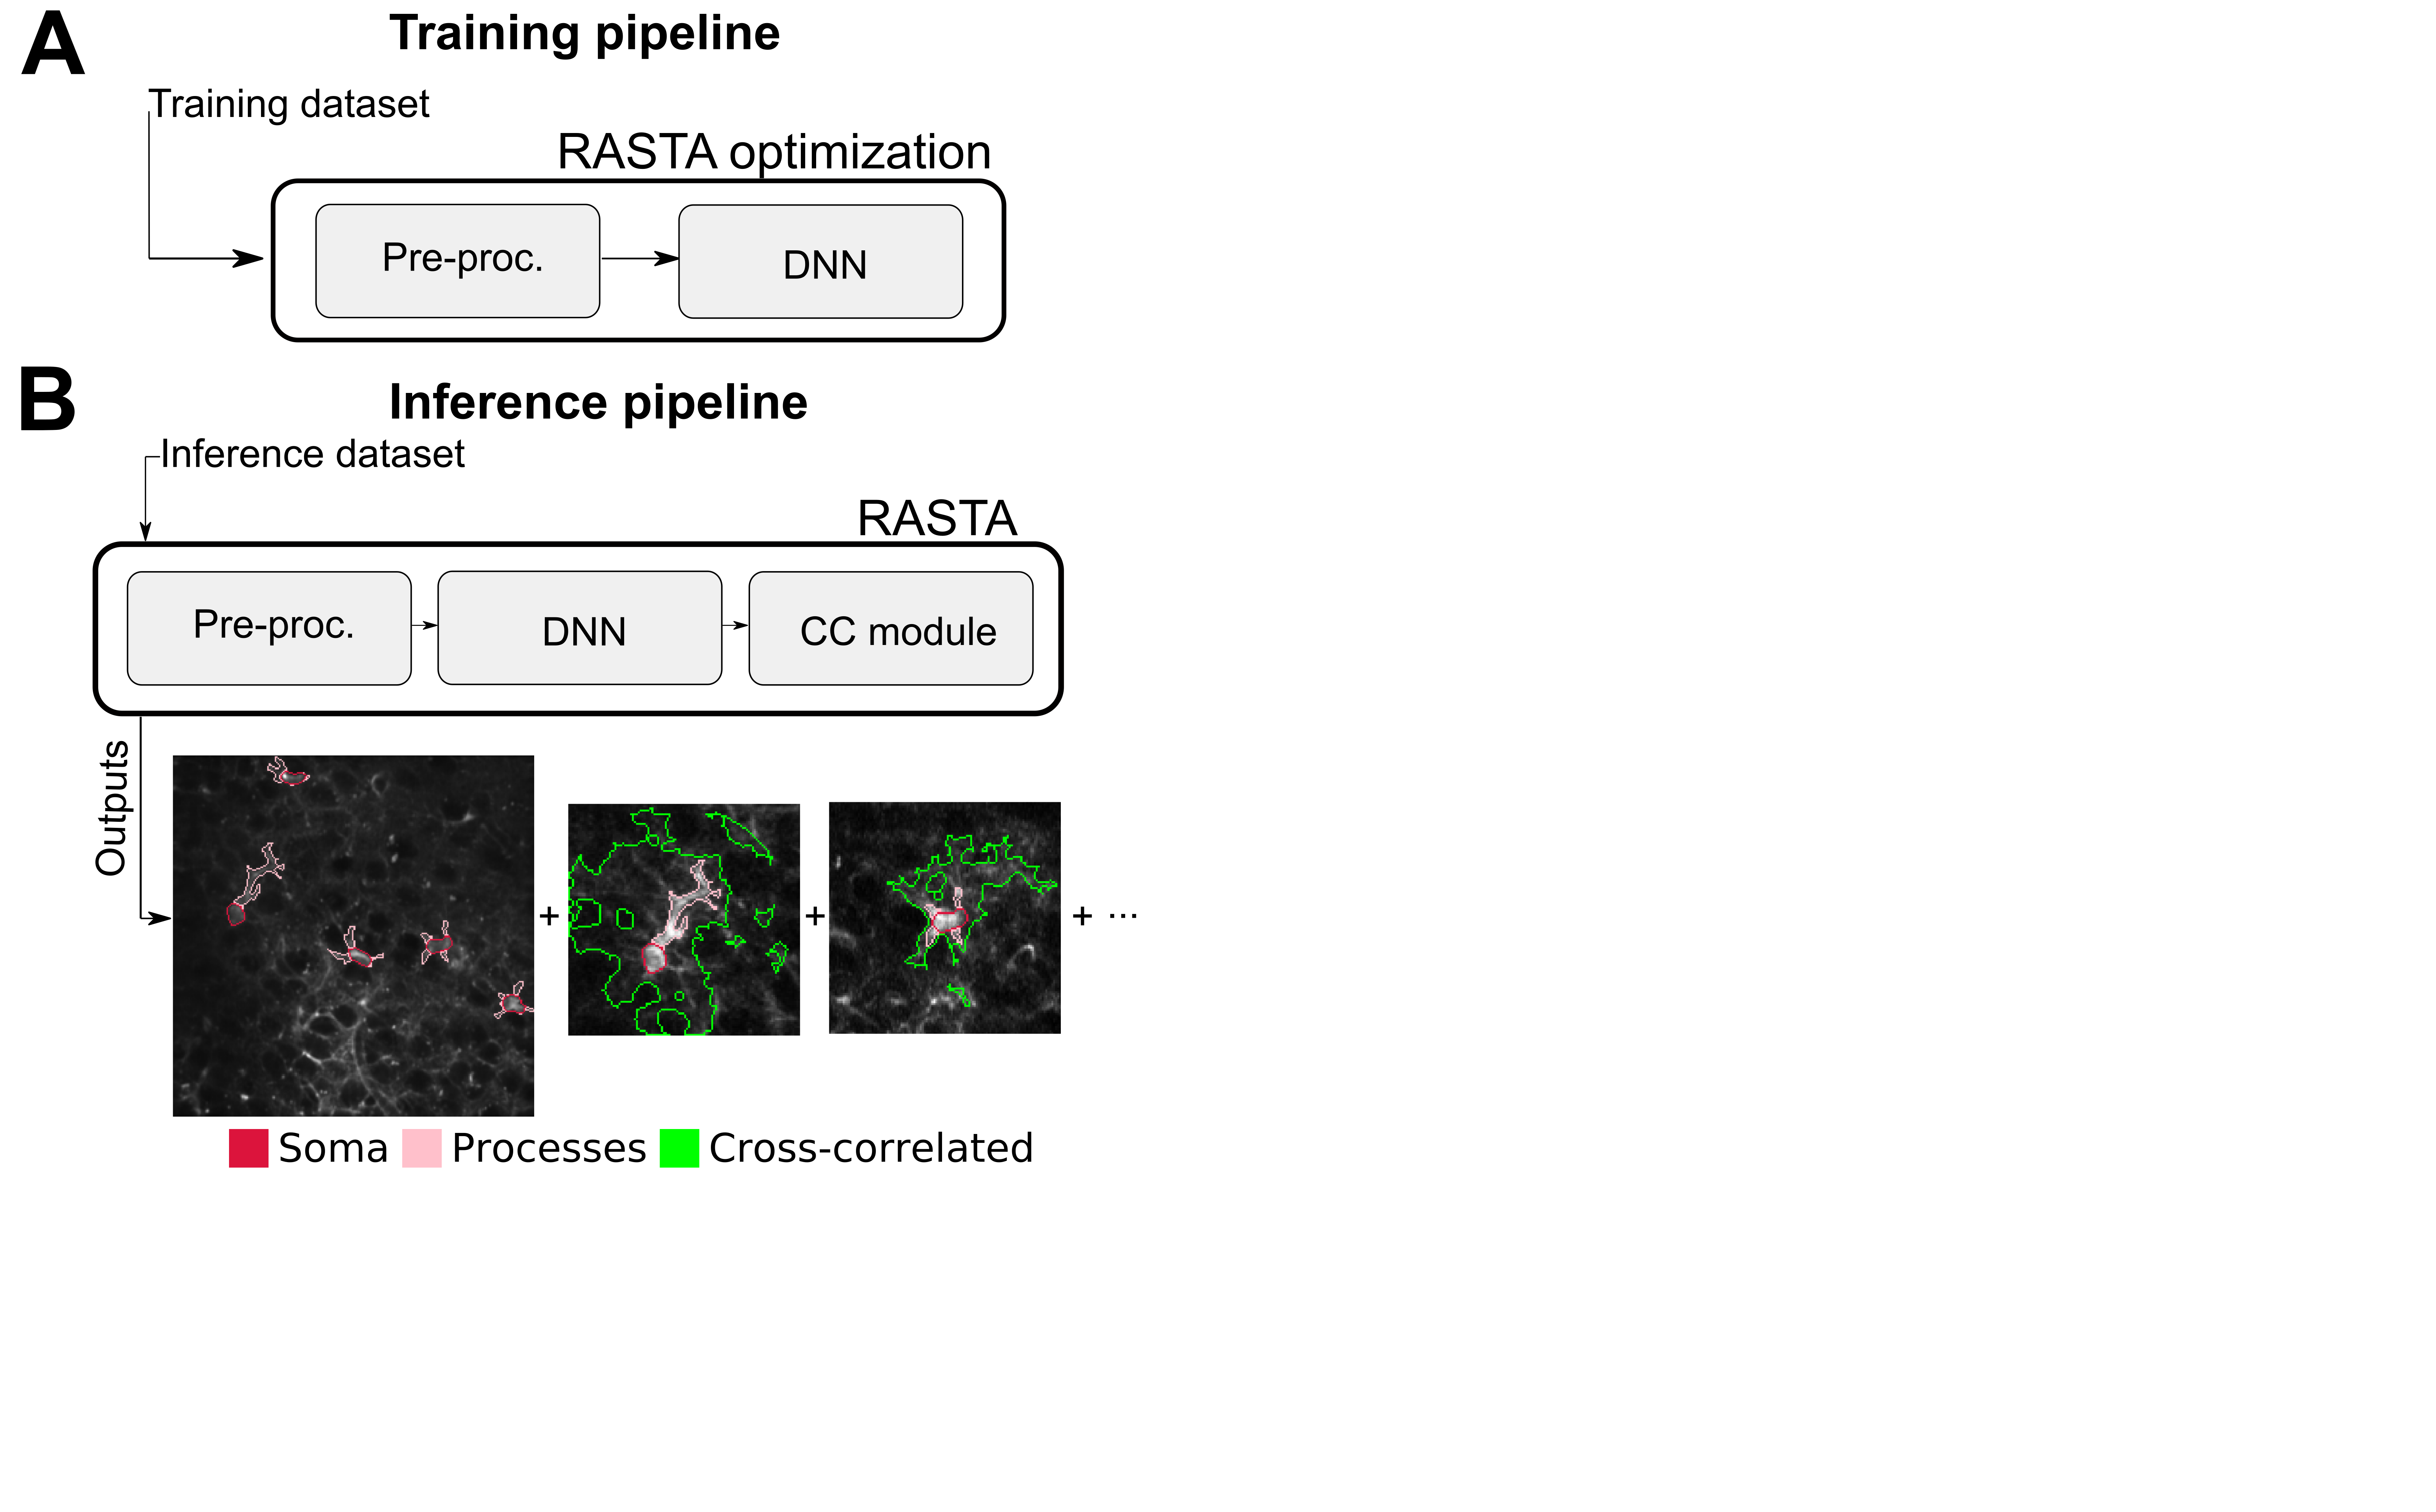 A
Training pipeline
Training dataset
RASTA optimization
Pre-proc.
DNN
B
Inference pipeline
Inference dataset
RASTA
Pre-proc.
DNN
CC module
Outputs
+
+
+ ...
Soma
Processes
Cross-correlated